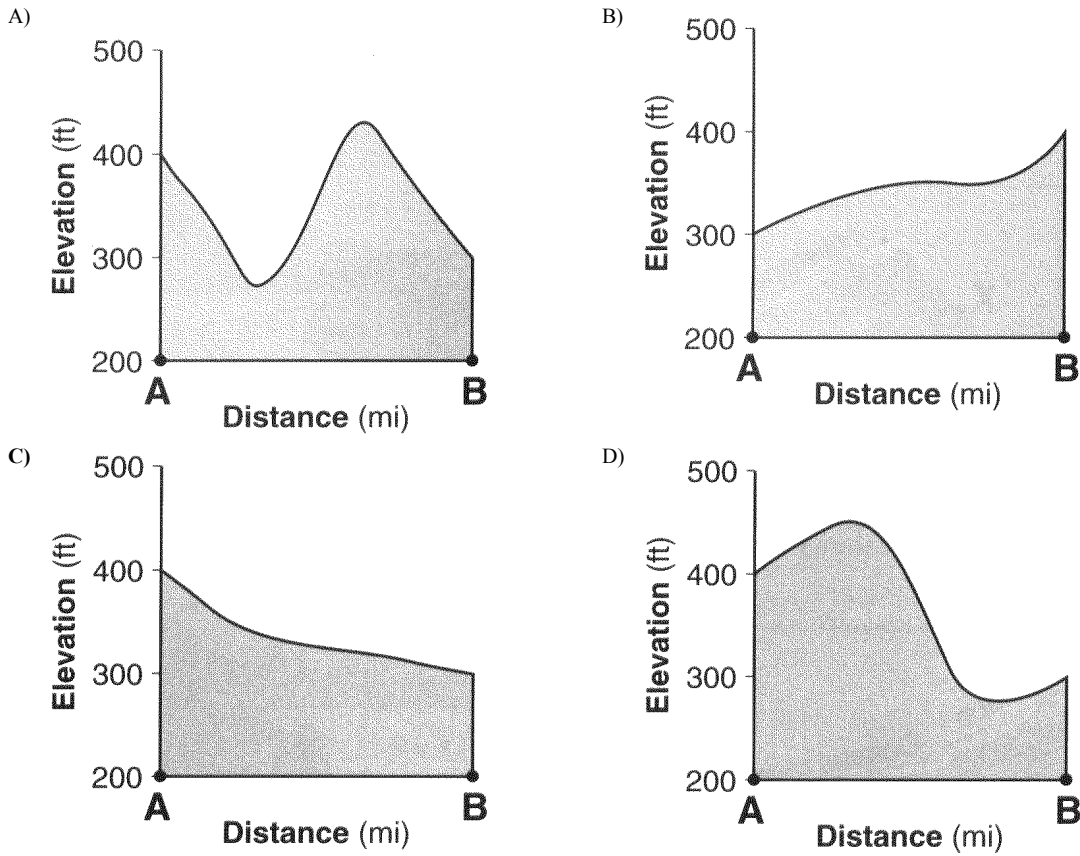 A)
500
400
300
200
Elevation (ft)
A
B
Distance (mi)
B)
500
400
300
200
Elevation (ft)
A
B
Distance (mi)
C)
500
400
300
200
Elevation (ft)
A
B
Distance (mi)
D)
500
400
300
200
Elevation (ft)
A
B
Distance (mi)